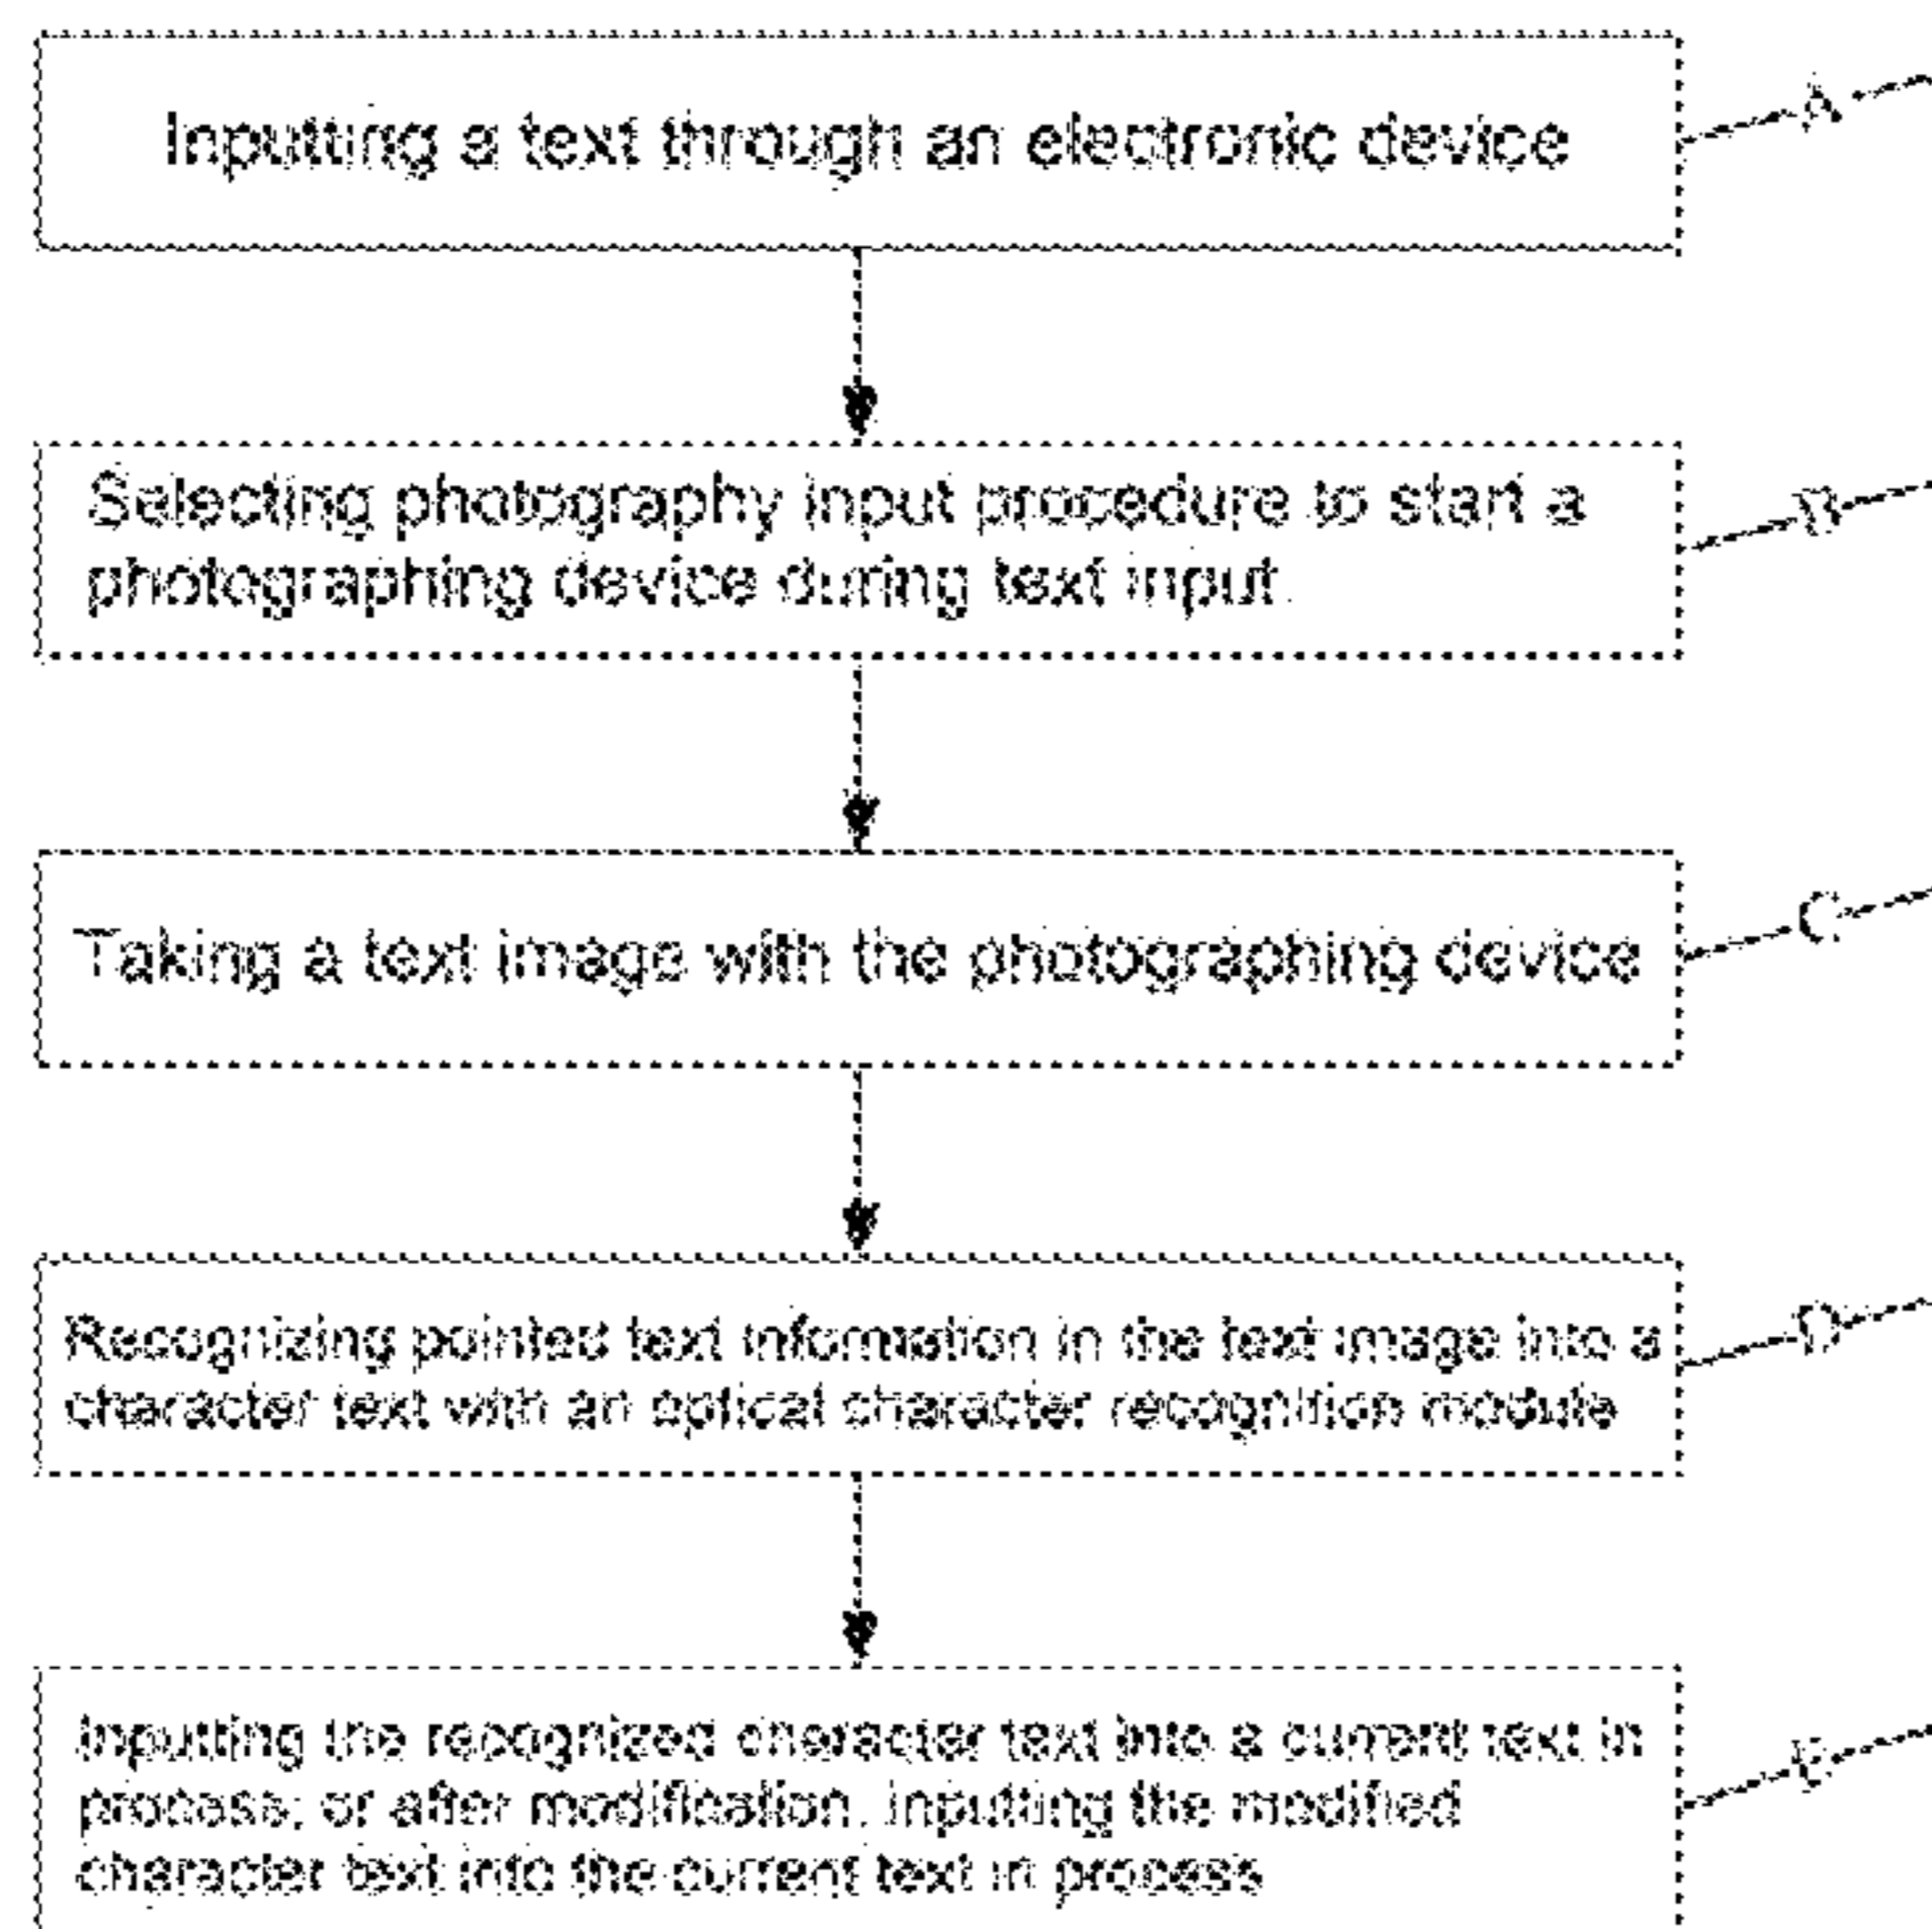 Inputting a text through an electronic device
A
Selecting photography input procedure to start a
photographing device during text input
B
Taking a text image with the photographing device
C
Recognizing pointed text information in the text image into a
character text with an optical character recognition module
D
Inputting the recognized character text into a current text in
process; or after modification, inputting the modified
character text into the current text in process
E